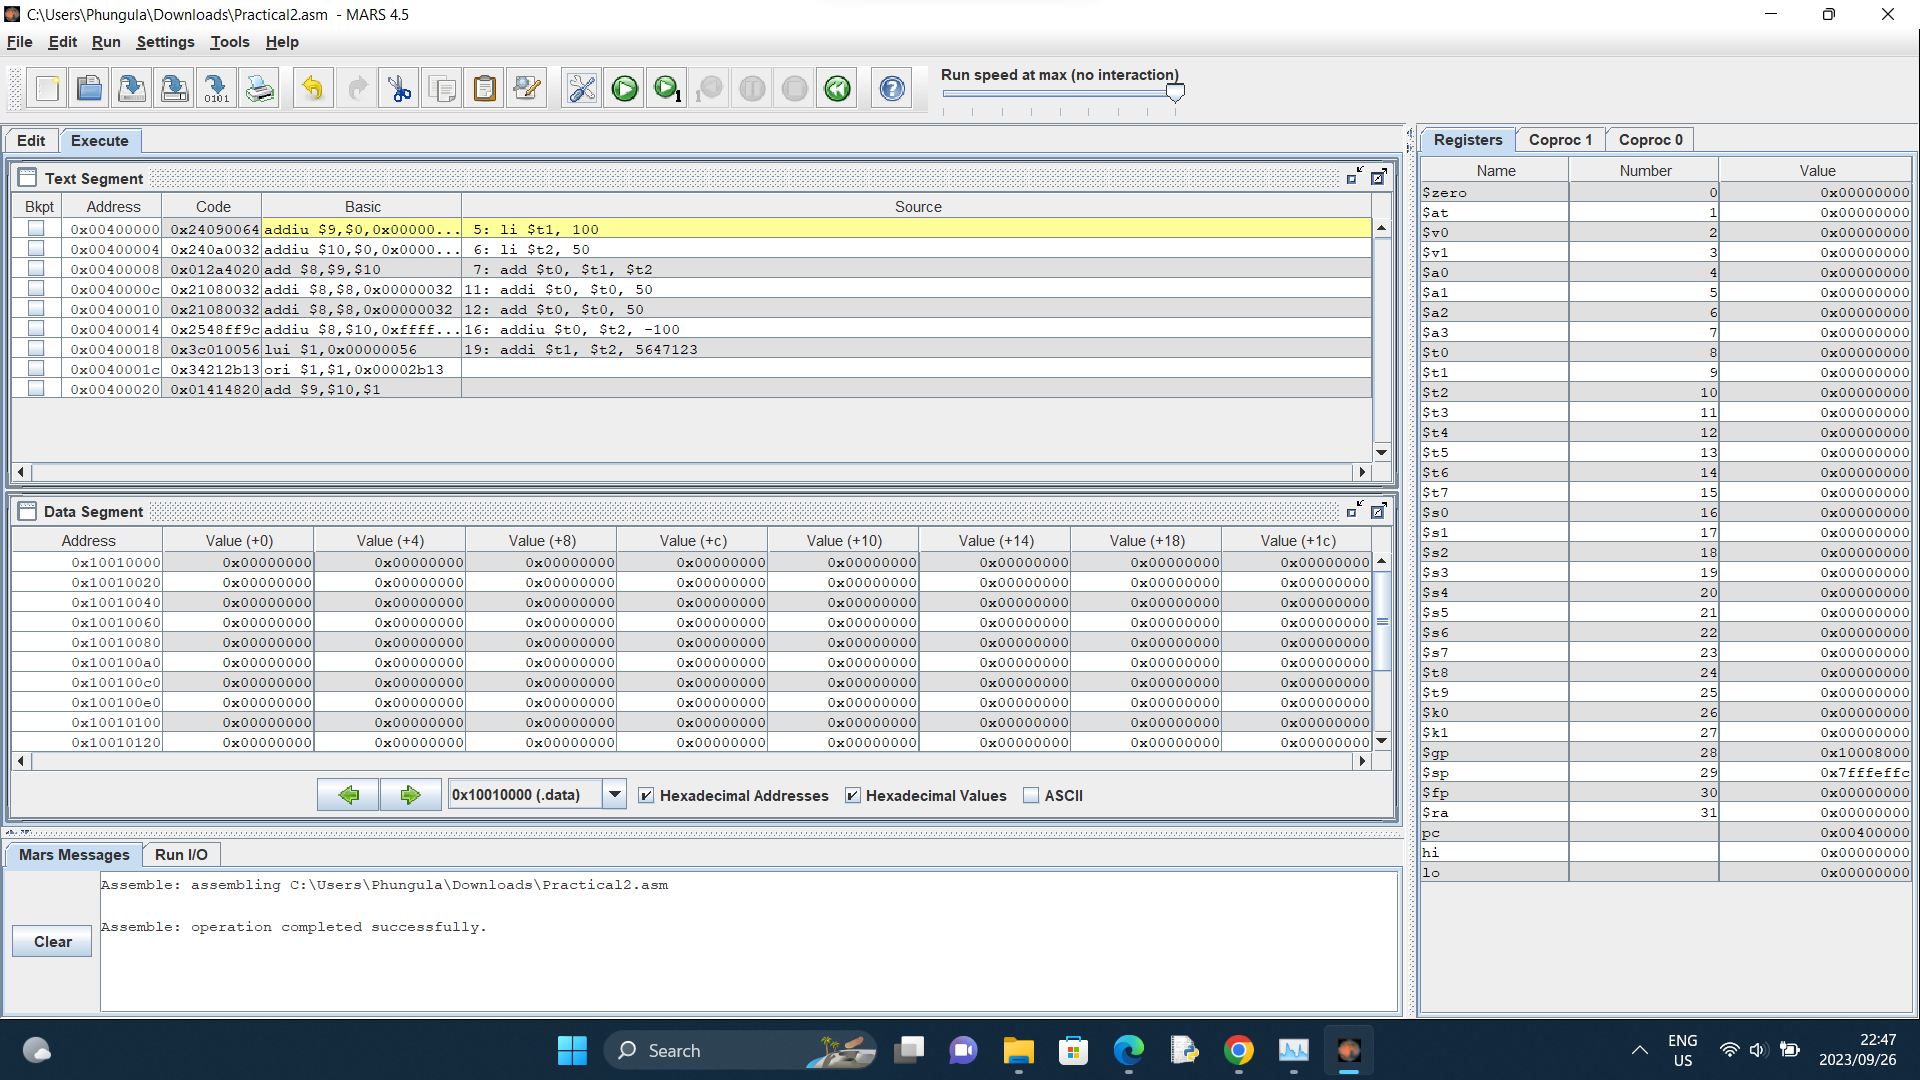 C:\Users\Phungula\Downloads\Practical2.asm - MARS 4.5
File Edit Run Settings Tools Help
Run speed at max (no interaction)
Edit Execute
Text Segment
Bkpt Address Code Basic Source
0x00400000 0x24090064 addiu $9,$0,0x00000... 5: li $t1, 100
0x00400004 0x240a0032 addiu $10,$0,0x0000... 6: li $t2, 50
0x00400008 0x012a4020 add $8,$9,$10 7: add $t0, $t1, $t2
0x0040000c 0x21080032 addi $8,$8,0x00000032 11: addi $t0, $t0, 50
0x00400010 0x21080032 addi $8,$8,0x00000032 12: add $t0, $t0, 50
0x00400014 0x2548ff9c addiu $8,$10,0xffff... 16: addiu $t0, $t2, -100
0x00400018 0x3c010056 lui $1,0x00000056 19: addi $t1, $t2, 5647123
0x0040001c 0x34212b13 ori $1,$1,0x00002b13
0x00400020 0x01414820 add $9,$10,$1
Data Segment
Address Value (+0) Value (+4) Value (+8) Value (+c) Value (+10) Value (+14) Value (+18) Value (+1c)
0x10010000 0x00000000 0x00000000 0x00000000 0x00000000 0x00000000 0x00000000 0x00000000 0x00000000
0x10010020 0x00000000 0x00000000 0x00000000 0x00000000 0x00000000 0x00000000 0x00000000 0x00000000
0x10010040 0x00000000 0x00000000 0x00000000 0x00000000 0x00000000 0x00000000 0x00000000 0x00000000
0x10010060 0x00000000 0x00000000 0x00000000 0x00000000 0x00000000 0x00000000 0x00000000 0x00000000
0x10010080 0x00000000 0x00000000 0x00000000 0x00000000 0x00000000 0x00000000 0x00000000 0x00000000
0x100100a0 0x00000000 0x00000000 0x00000000 0x00000000 0x00000000 0x00000000 0x00000000 0x00000000
0x100100c0 0x00000000 0x00000000 0x00000000 0x00000000 0x00000000 0x00000000 0x00000000 0x00000000
0x100100e0 0x00000000 0x00000000 0x00000000 0x00000000 0x00000000 0x00000000 0x00000000 0x00000000
0x10010100 0x00000000 0x00000000 0x00000000 0x00000000 0x00000000 0x00000000 0x00000000 0x00000000
0x10010120 0x00000000 0x00000000 0x00000000 0x00000000 0x00000000 0x00000000 0x00000000 0x00000000
0x10010000 (.data) Hexadecimal Addresses Hexadecimal Values ASCII
Mars Messages Run I/O
Assemble: assembling C:\Users\Phungula\Downloads\Practical2.asm
Assemble: operation completed successfully.
Clear
Registers Coproc 1 Coproc 0
Name Number Value
$zero 0 0x00000000
$at 1 0x00000000
$v0 2 0x00000000
$v1 3 0x00000000
$a0 4 0x00000000
$a1 5 0x00000000
$a2 6 0x00000000
$a3 7 0x00000000
$t0 8 0x00000000
$t1 9 0x00000000
$t2 10 0x00000000
$t3 11 0x00000000
$t4 12 0x00000000
$t5 13 0x00000000
$t6 14 0x00000000
$t7 15 0x00000000
$s0 16 0x00000000
$s1 17 0x00000000
$s2 18 0x00000000
$s3 19 0x00000000
$s4 20 0x00000000
$s5 21 0x00000000
$s6 22 0x00000000
$s7 23 0x00000000
$t8 24 0x00000000
$t9 25 0x00000000
$k0 26 0x00000000
$k1 27 0x00000000
$gp 28 0x10008000
$sp 29 0x7fffeffc
$fp 30 0x00000000
$ra 31 0x00000000
pc 0x00400000
hi 0x00000000
lo 0x00000000
Search
ENG
US
22:47
2023/09/26